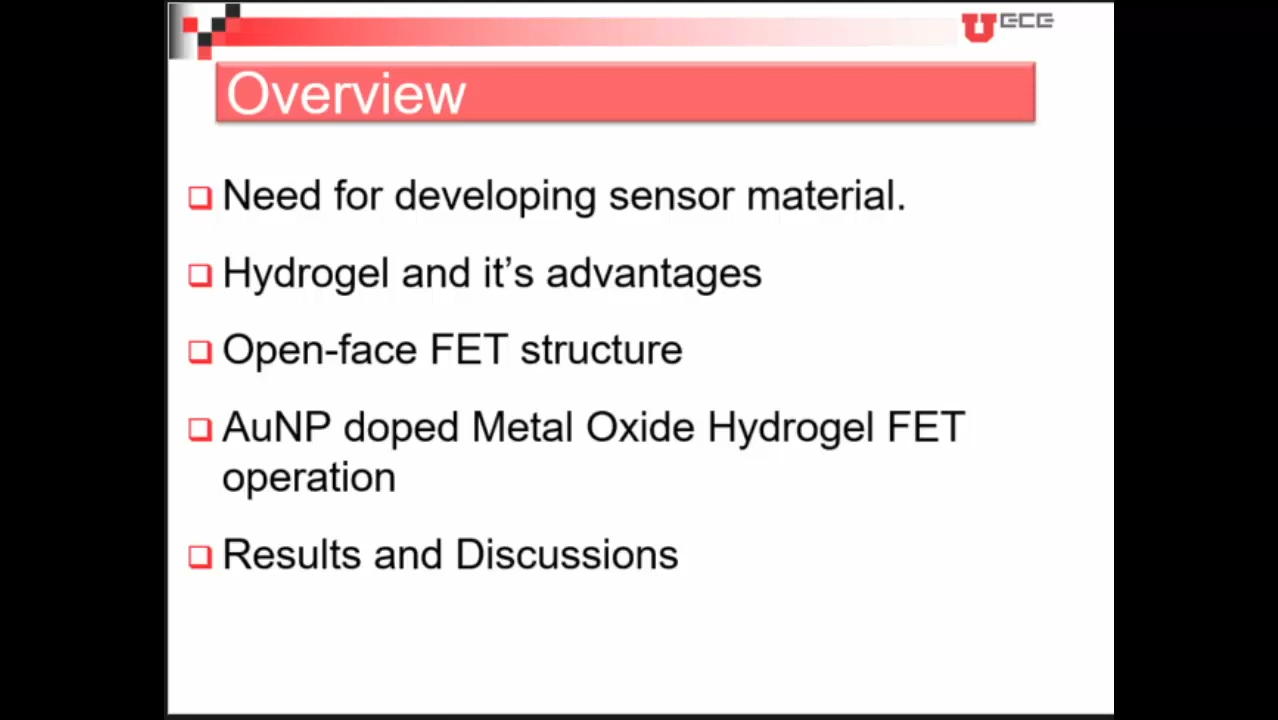 U ECE
Overview
Need for developing sensor material.
Hydrogel and it’s advantages
Open-face FET structure
AuNP doped Metal Oxide Hydrogel FET
operation
Results and Discussions